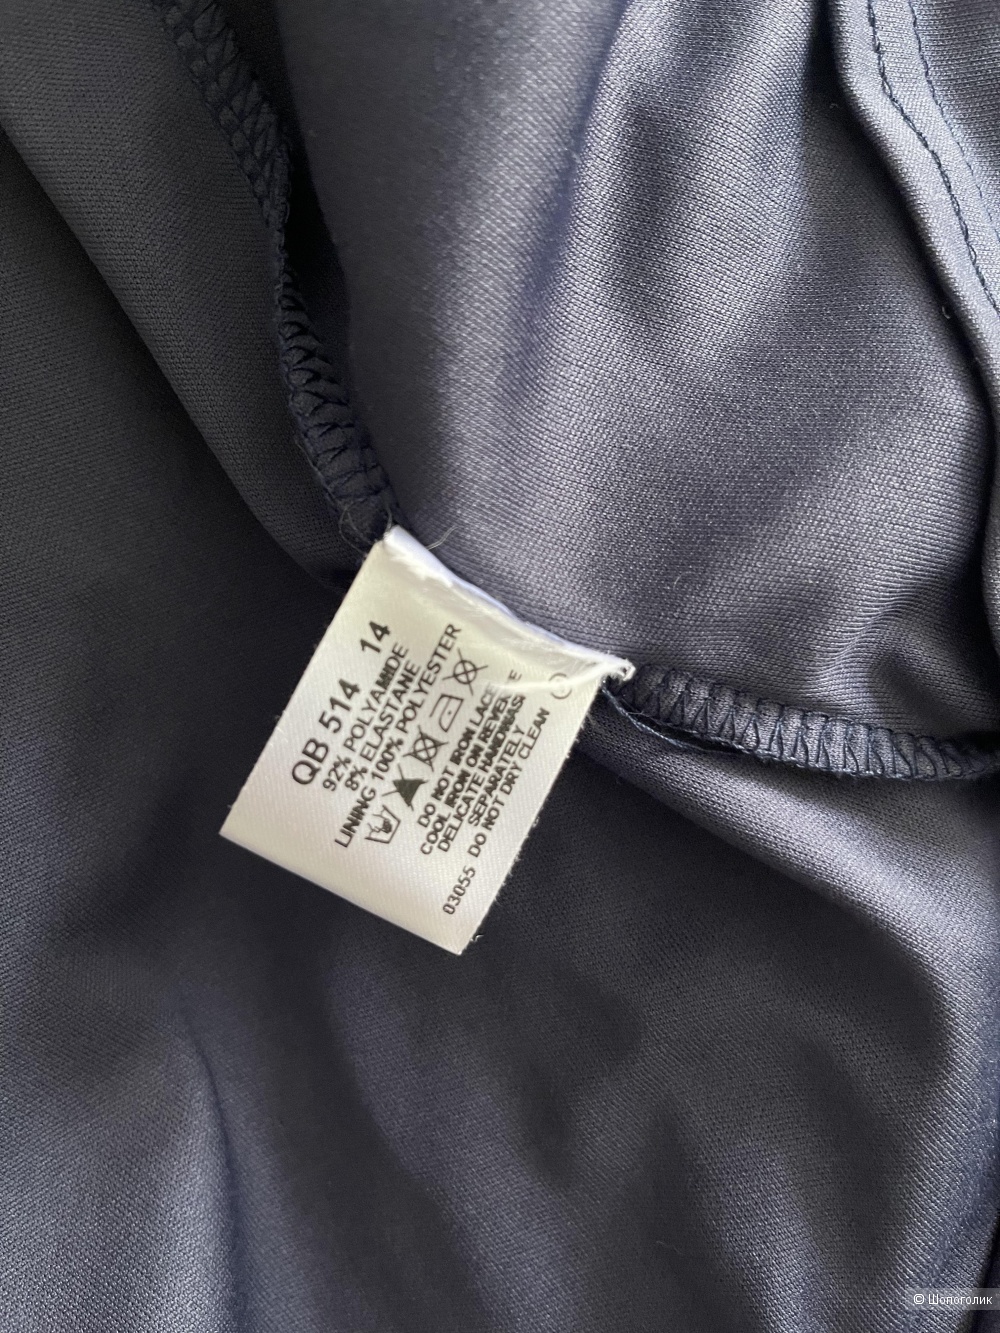 QB 514 14
92% POLYAMIDE
8% ELASTANE
LINING 100% POLYESTER
DO NOT IRON LACE
COOL IRON ON REVERSE
DELICATE HANDWASH
SEPARATELY
03055 DO NOT DRY CLEAN
© Шопоголик